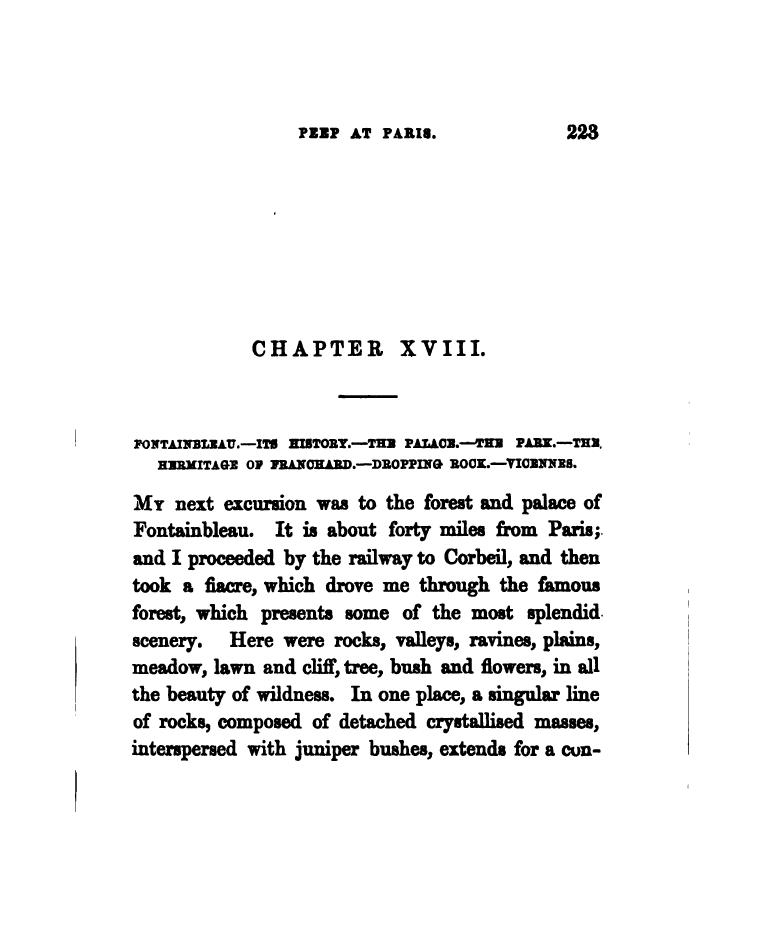 PEEP AT PARIS. 223
CHAPTER XVIII.
FONTAINBLEAU.—ITS HISTORY.—THE PALACE.—THE PARK.—THE
HERMITAGE OF FRANCHARD.—DROPPING ROCK.—VICENNES.
MY next excursion was to the forest and palace of
Fontainbleau. It is about forty miles from Paris;
and I proceeded by the railway to Corbeil, and then
took a fiacre, which drove me through the famous
forest, which presents some of the most splendid
scenery. Here were rocks, valleys, ravines, plains,
meadow, lawn and cliff, tree, bush and flowers, in all
the beauty of wildness. In one place, a singular line
of rocks, composed of detached crystallised masses,
interspersed with juniper bushes, extends for a con-